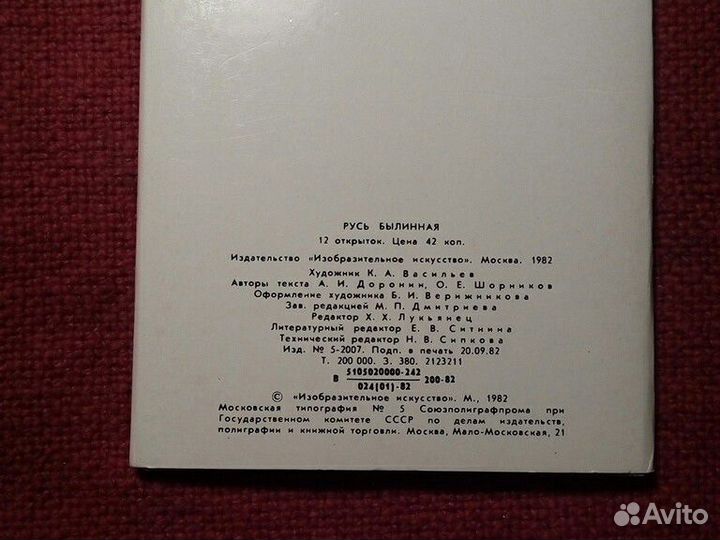 РУСЬ БЫЛИННАЯ
12 открыток. Цена 42 коп.
Издательство «Изобразительное искусство». Москва. 1982
Художник К. А. Васильев
Авторы текста А. И. Доронин, О. Е. Шорников
Оформление художника Б. И. Верижникова
Зав. редакцией М. П. Дмитриева
Редактор Х. Х. Лукьянец
Литературный редактор Е. В. Ситнина
Технический редактор Н. В. Сипкова
Изд. № 5-2007. Подп. в печать 20.09.82
Т. 200 000. З. 380. 2123211
5105020000-242
В 200-82
024(01)-82
© «Изобразительное искусство». М., 1982
Московская типография № 5 Союзполиграфпрома при
Государственном комитете СССР по делам издательств,
полиграфии и книжной торговли. Москва, Мало-Московская, 21
Avito